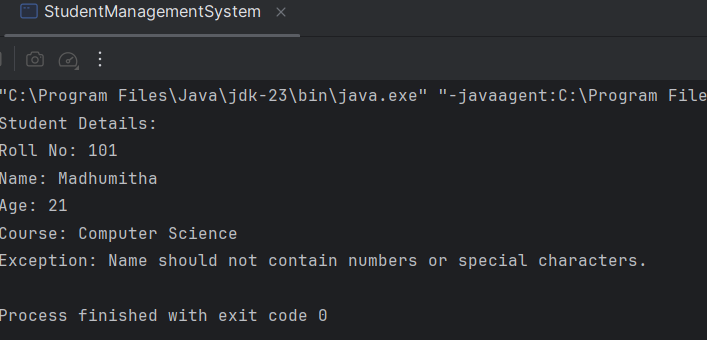 StudentManagementSystem
"C:\Program Files\Java\jdk-23\bin\java.exe" "-javaagent:C:\Program File
Student Details:
Roll No: 101
Name: Madhumitha
Age: 21
Course: Computer Science
Exception: Name should not contain numbers or special characters.
Process finished with exit code 0